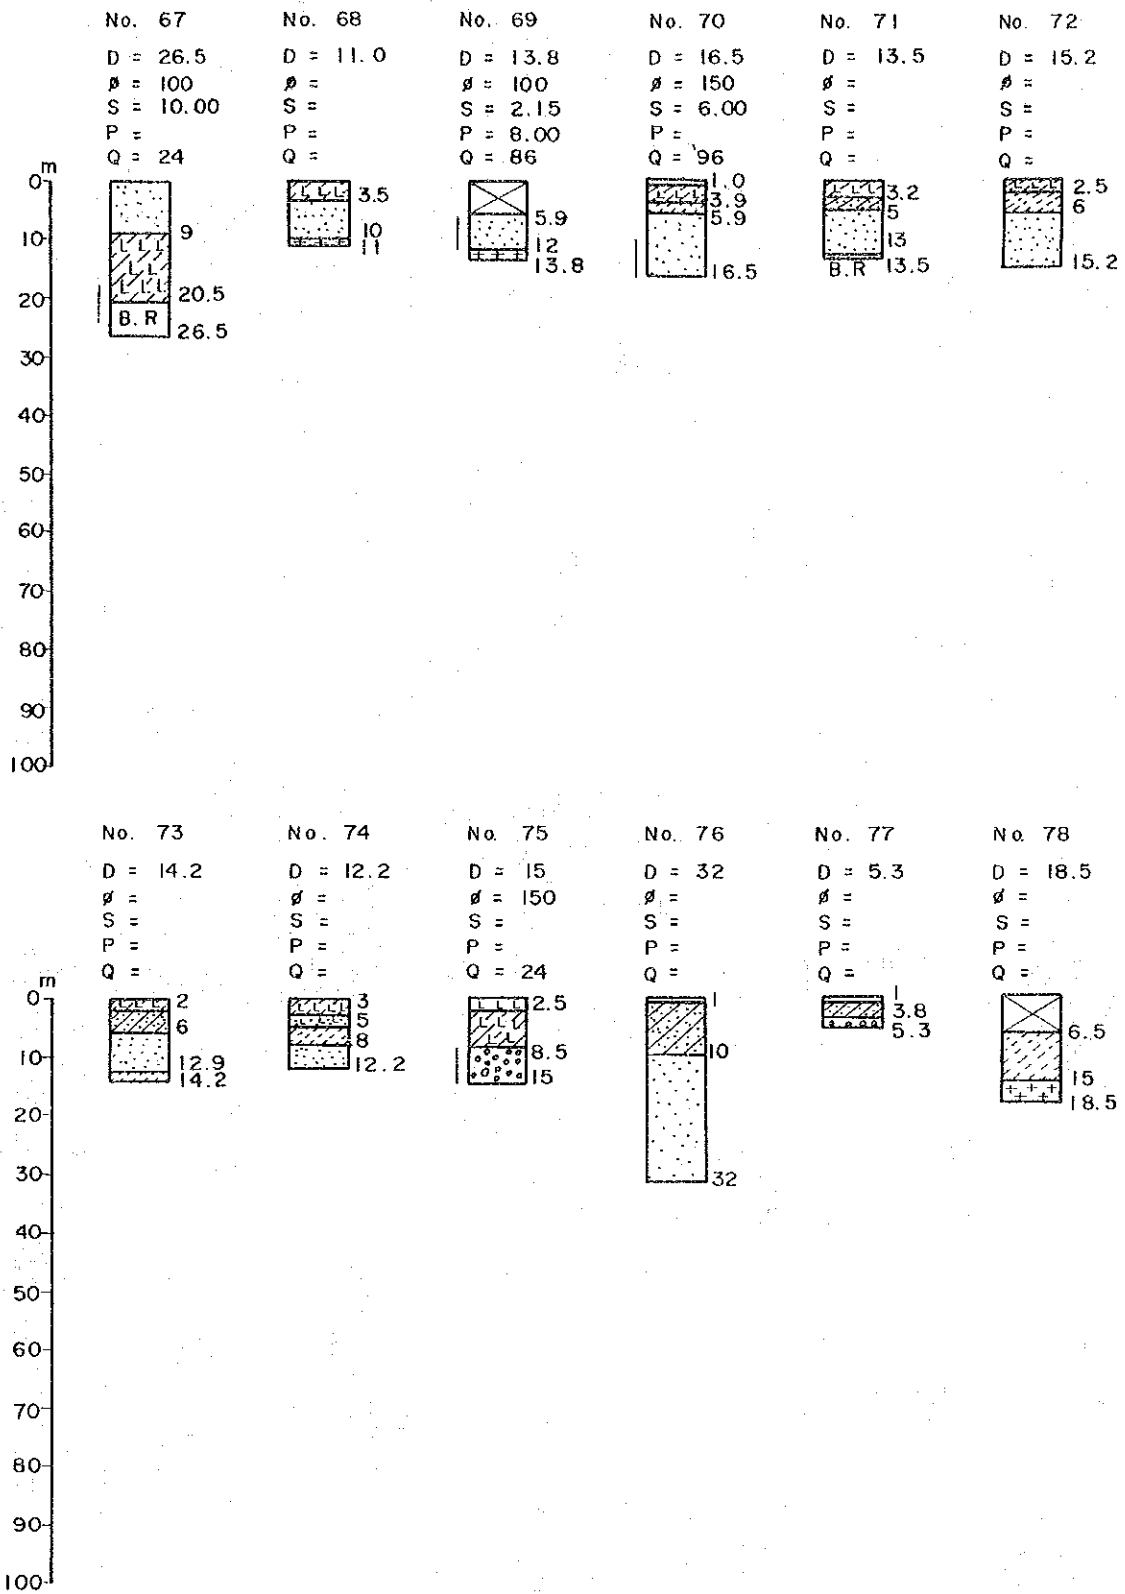 No. 67 No. 68 No. 69 No. 70 No. 71 No. 72
D = 26.5 D = 11.0 D = 13.8 D = 16.5 D = 13.5 D = 15.2
ø = 100 ø = ø = 100 ø = 150 ø = ø =
S = 10.00 S = S = 2.15 S = 6.00 S = S =
P = P = P = 8.00 P = P = P =
Q = 24 Q = Q = 86 Q = 96 Q = Q =
m
0 1.0
3.5 3.9 3.2 2.5
5.9 5.9 5 6
10 9 10 12 13
11 13.8 16.5 B.R 13.5 15.2
20 20.5
B.R 26.5
30
40
50
60
70
80
90
100
No. 73 No. 74 No. 75 No. 76 No. 77 No. 78
D = 14.2 D = 12.2 D = 15 D = 32 D = 5.3 D = 18.5
ø = ø = ø = 150 ø = ø = ø =
S = S = S = S = S = S =
P = P = P = P = P = P =
Q = Q = Q = 24 Q = Q = Q =
m
0 2 3 2.5 1 1
6 5 3.8
8 8.5 5.3 6.5
10 12.9 12.2 15 10
14.2 15
20 18.5
30 32
40
50
60
70
80
90
100